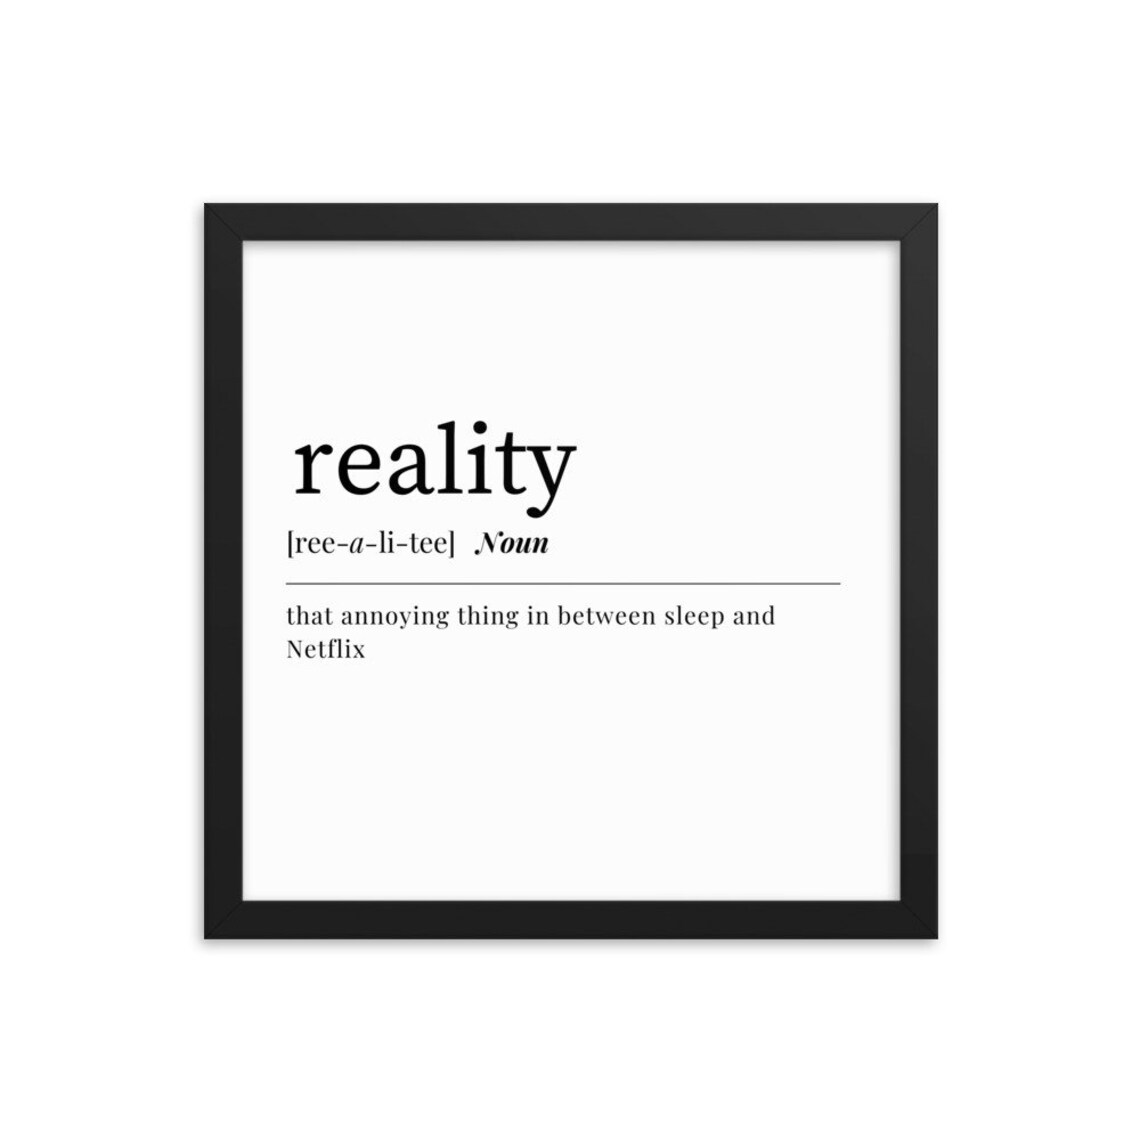 reality
[ree-a-li-tee] Noun
that annoying thing in between sleep and
Netflix